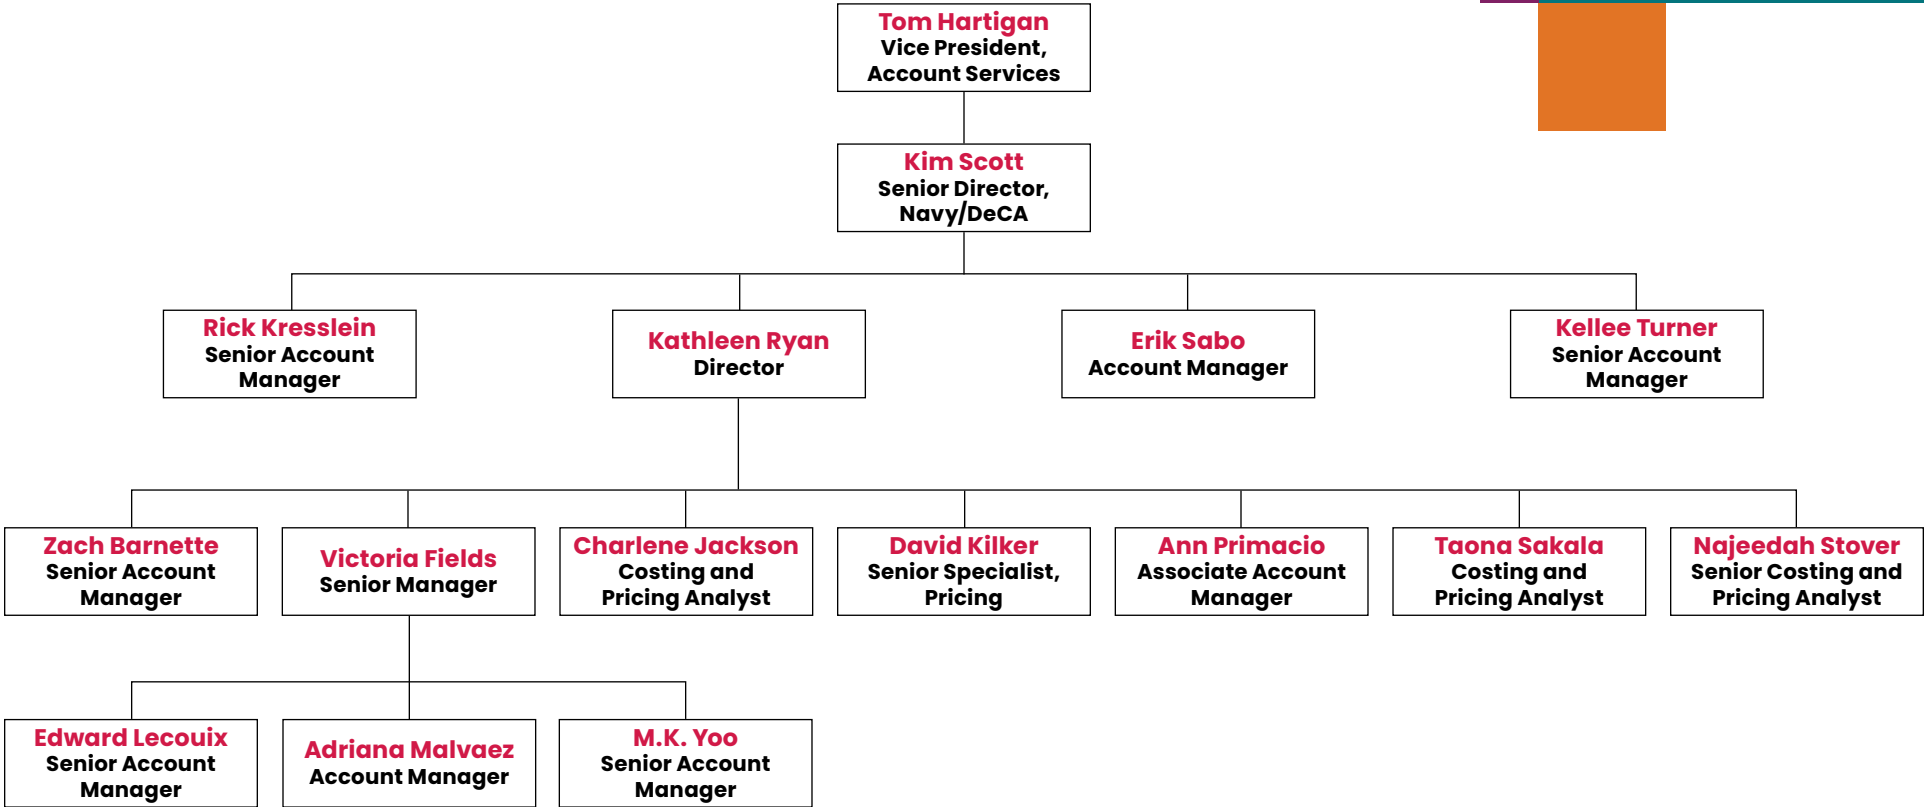 Tom Hartigan
Vice President,
Account Services
Kim Scott
Senior Director,
Navy/DeCA
Rick Kresslein
Senior Account
Manager
Kathleen Ryan
Director
Erik Sabo
Account Manager
Kellee Turner
Senior Account
Manager
Zach Barnette
Senior Account
Manager
Victoria Fields
Senior Manager
Charlene Jackson
Costing and
Pricing Analyst
David Kilker
Senior Specialist,
Pricing
Ann Primacio
Associate Account
Manager
Taona Sakala
Costing and
Pricing Analyst
Najeedah Stover
Senior Costing and
Pricing Analyst
Edward Lecouix
Senior Account
Manager
Adriana Malvaez
Account Manager
M.K. Yoo
Senior Account
Manager